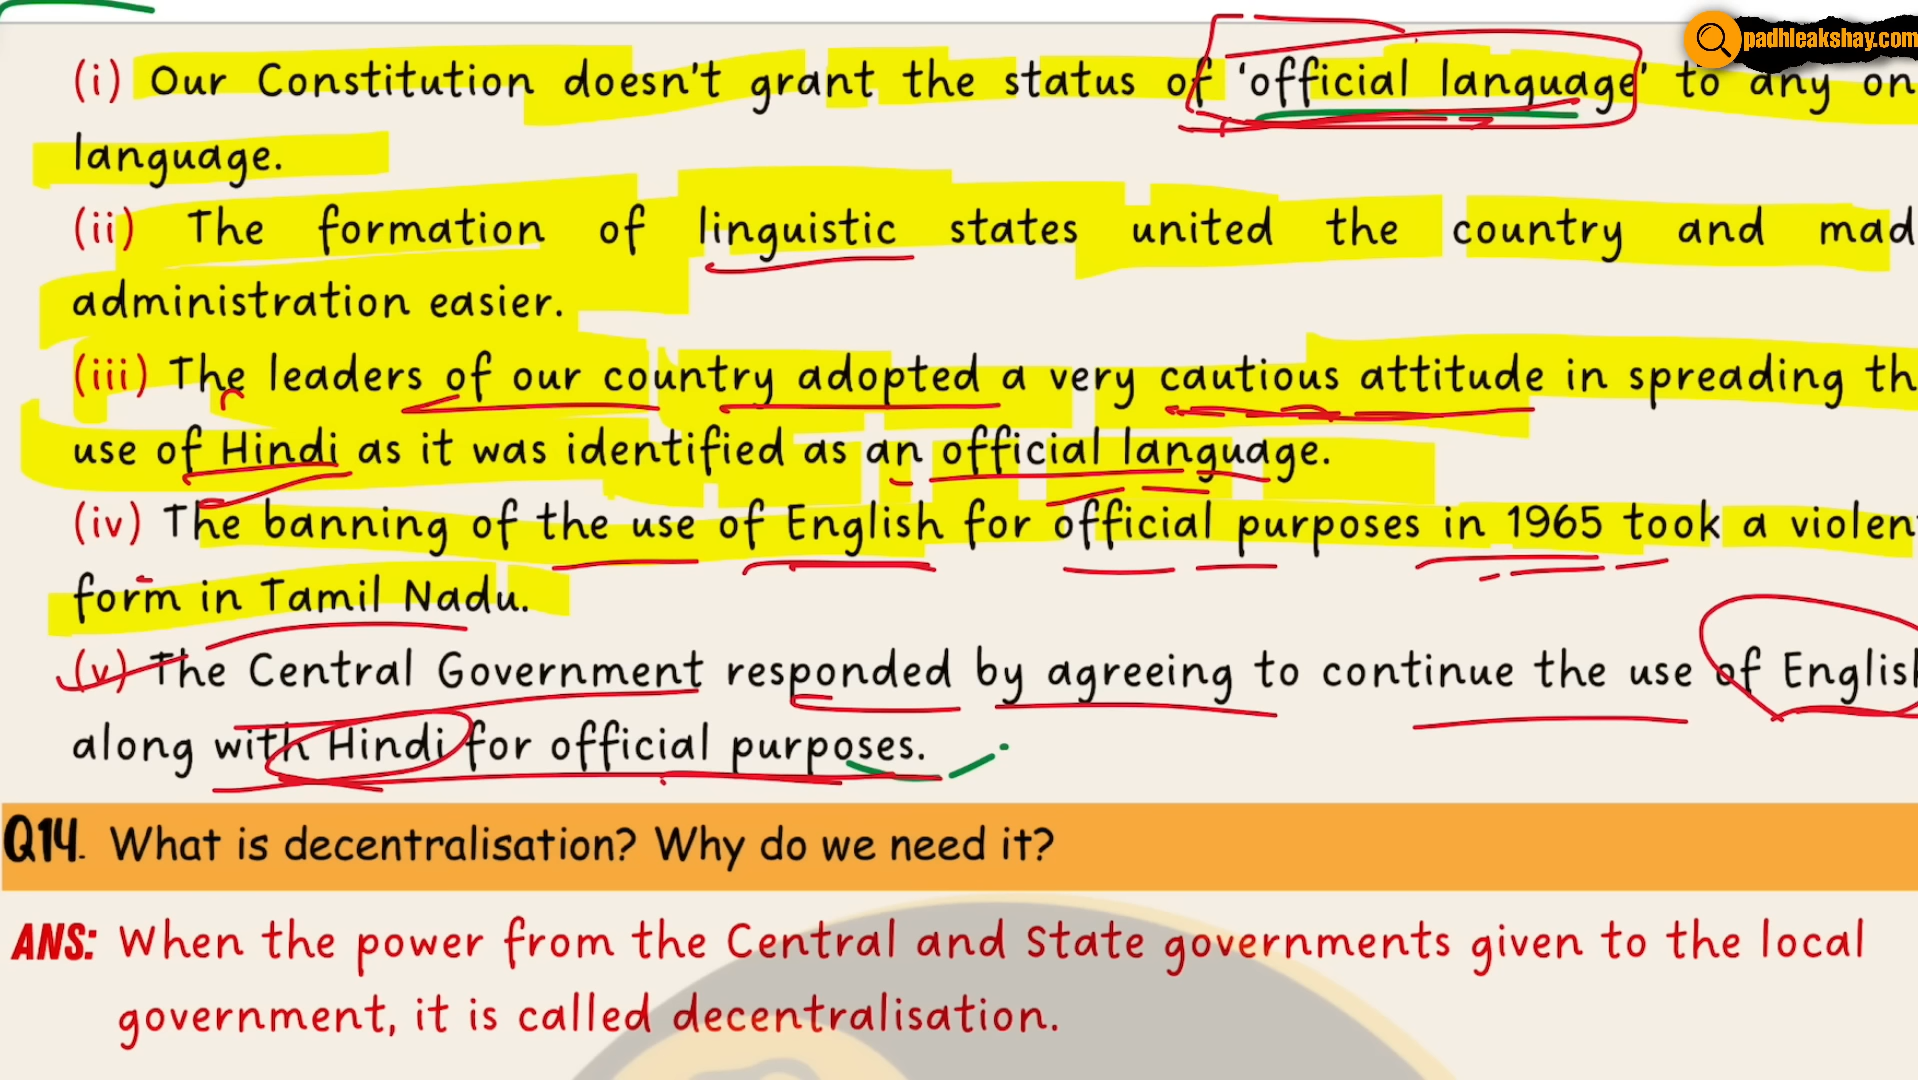 padhleakshay.com
(i) Our Constitution doesn't grant the status of 'official language' to any on
language.
(ii) The formation of linguistic states united the country and mad
administration easier.
(iii) The leaders of our country adopted a very cautious attitude in spreading th
use of Hindi as it was identified as an official language.
(iv) The banning of the use of English for official purposes in 1965 took a violen
form in Tamil Nadu.
(v) The Central Government responded by agreeing to continue the use of Englis
along with Hindi for official purposes.
Q14. What is decentralisation? Why do we need it?
ANS: When the power from the Central and State governments given to the local
government, it is called decentralisation.